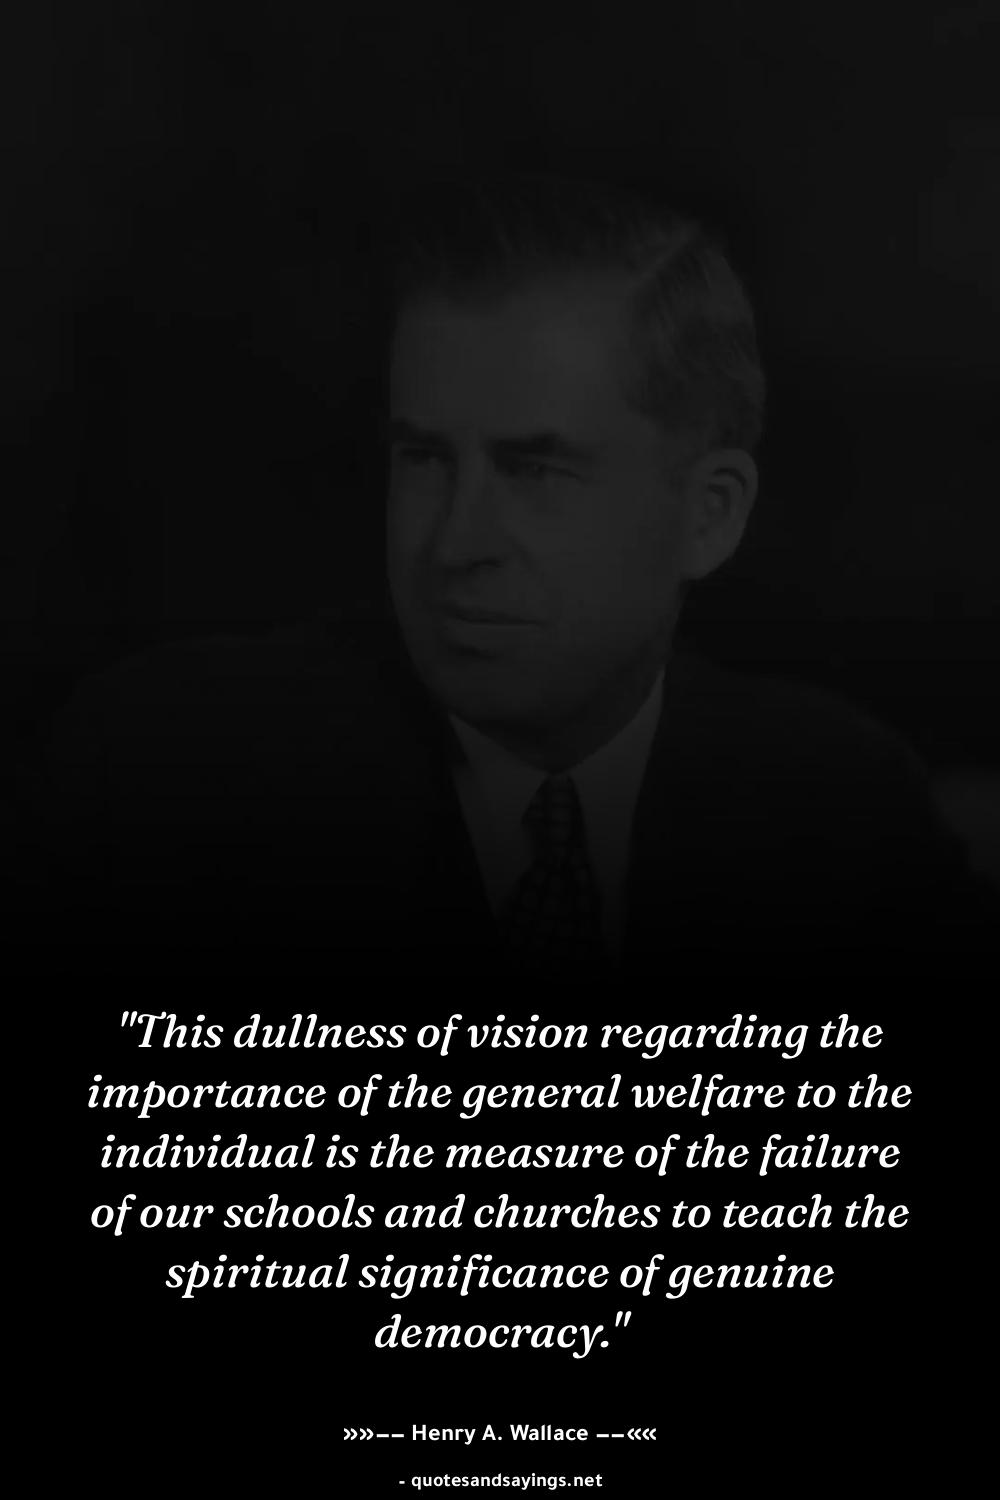 "This dullness of vision regarding the
importance of the general welfare to the
individual is the measure of the failure
of our schools and churches to teach the
spiritual significance of genuine
democracy."
»»−− Henry A. Wallace −−««
- quotesandsayings.net